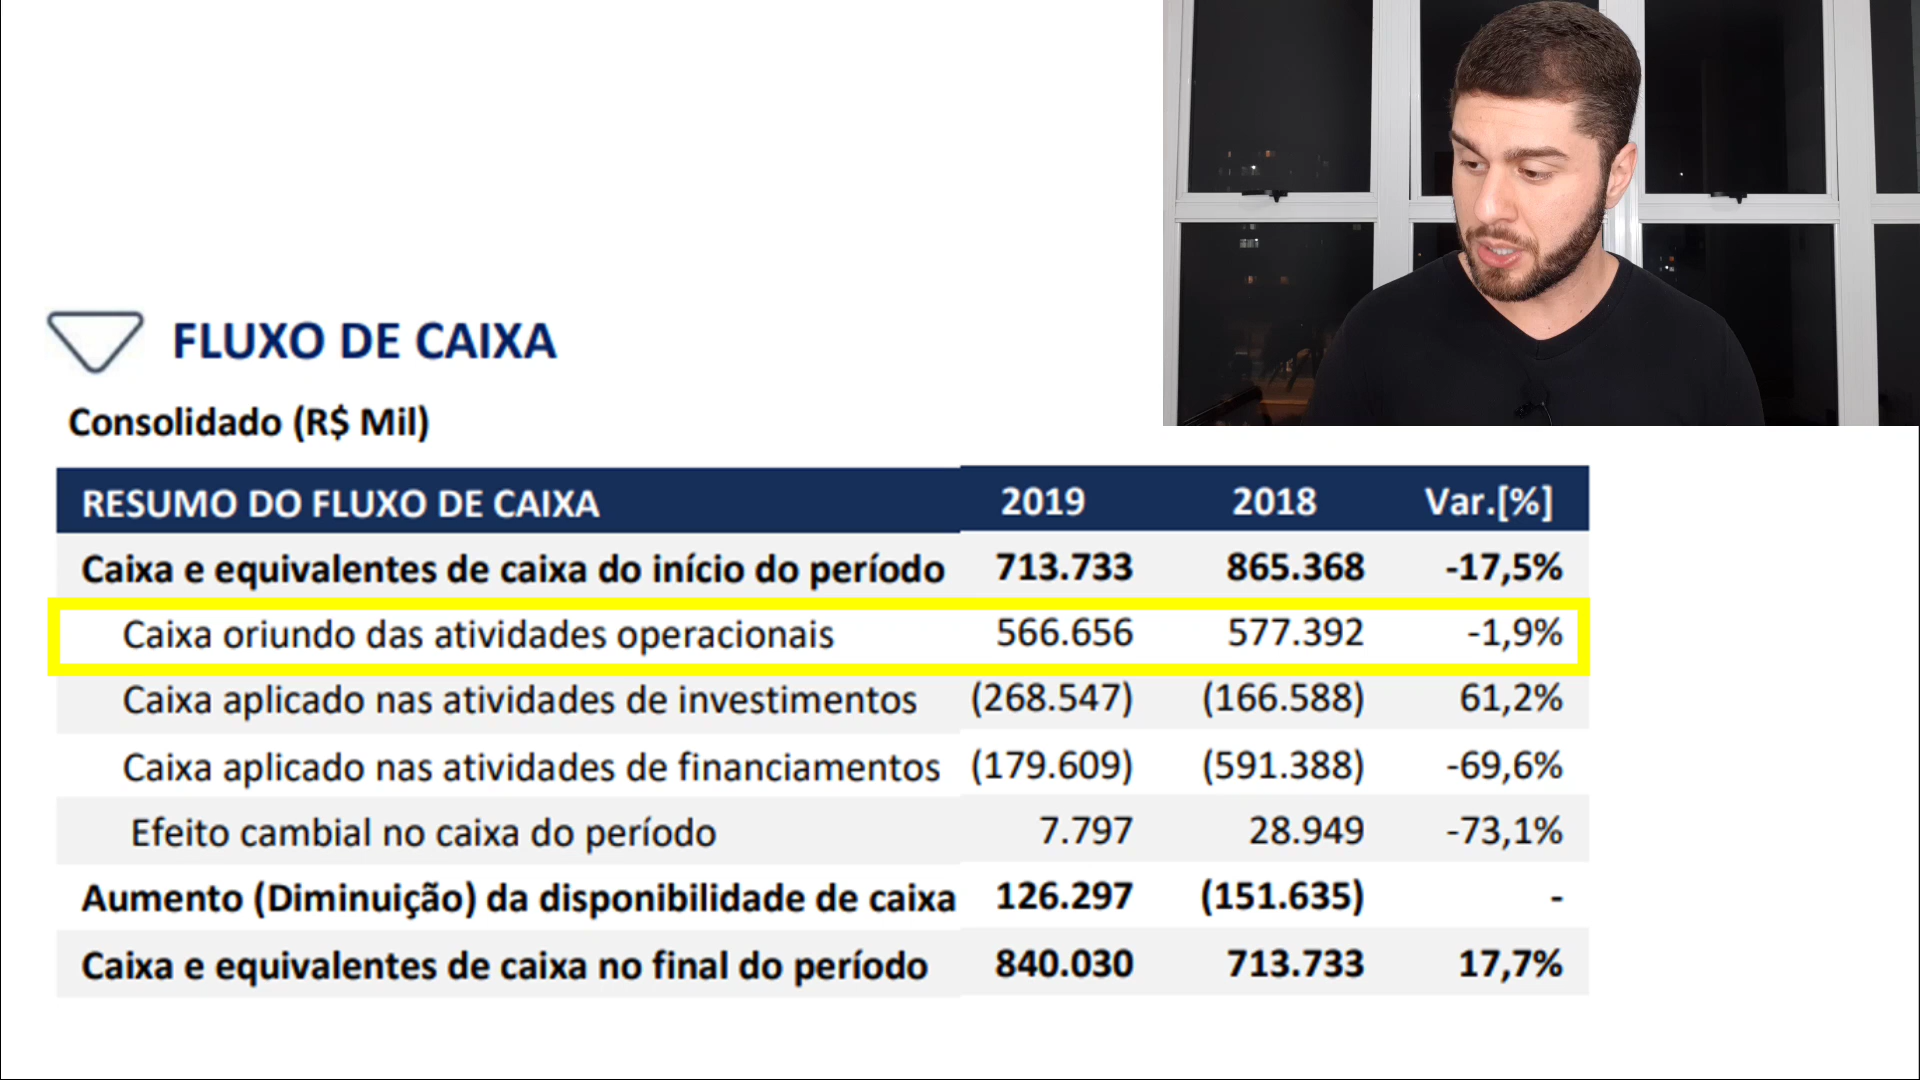 FLUXO DE CAIXA
Consolidado (R$ Mil)
RESUMO DO FLUXO DE CAIXA 2019 2018 Var.[%]
Caixa e equivalentes de caixa do início do período 713.733 865.368 -17,5%
Caixa oriundo das atividades operacionais 566.656 577.392 -1,9%
Caixa aplicado nas atividades de investimentos (268.547) (166.588) 61,2%
Caixa aplicado nas atividades de financiamentos (179.609) (591.388) -69,6%
Efeito cambial no caixa do período 7.797 28.949 -73,1%
Aumento (Diminuição) da disponibilidade de caixa 126.297 (151.635) -
Caixa e equivalentes de caixa no final do período 840.030 713.733 17,7%